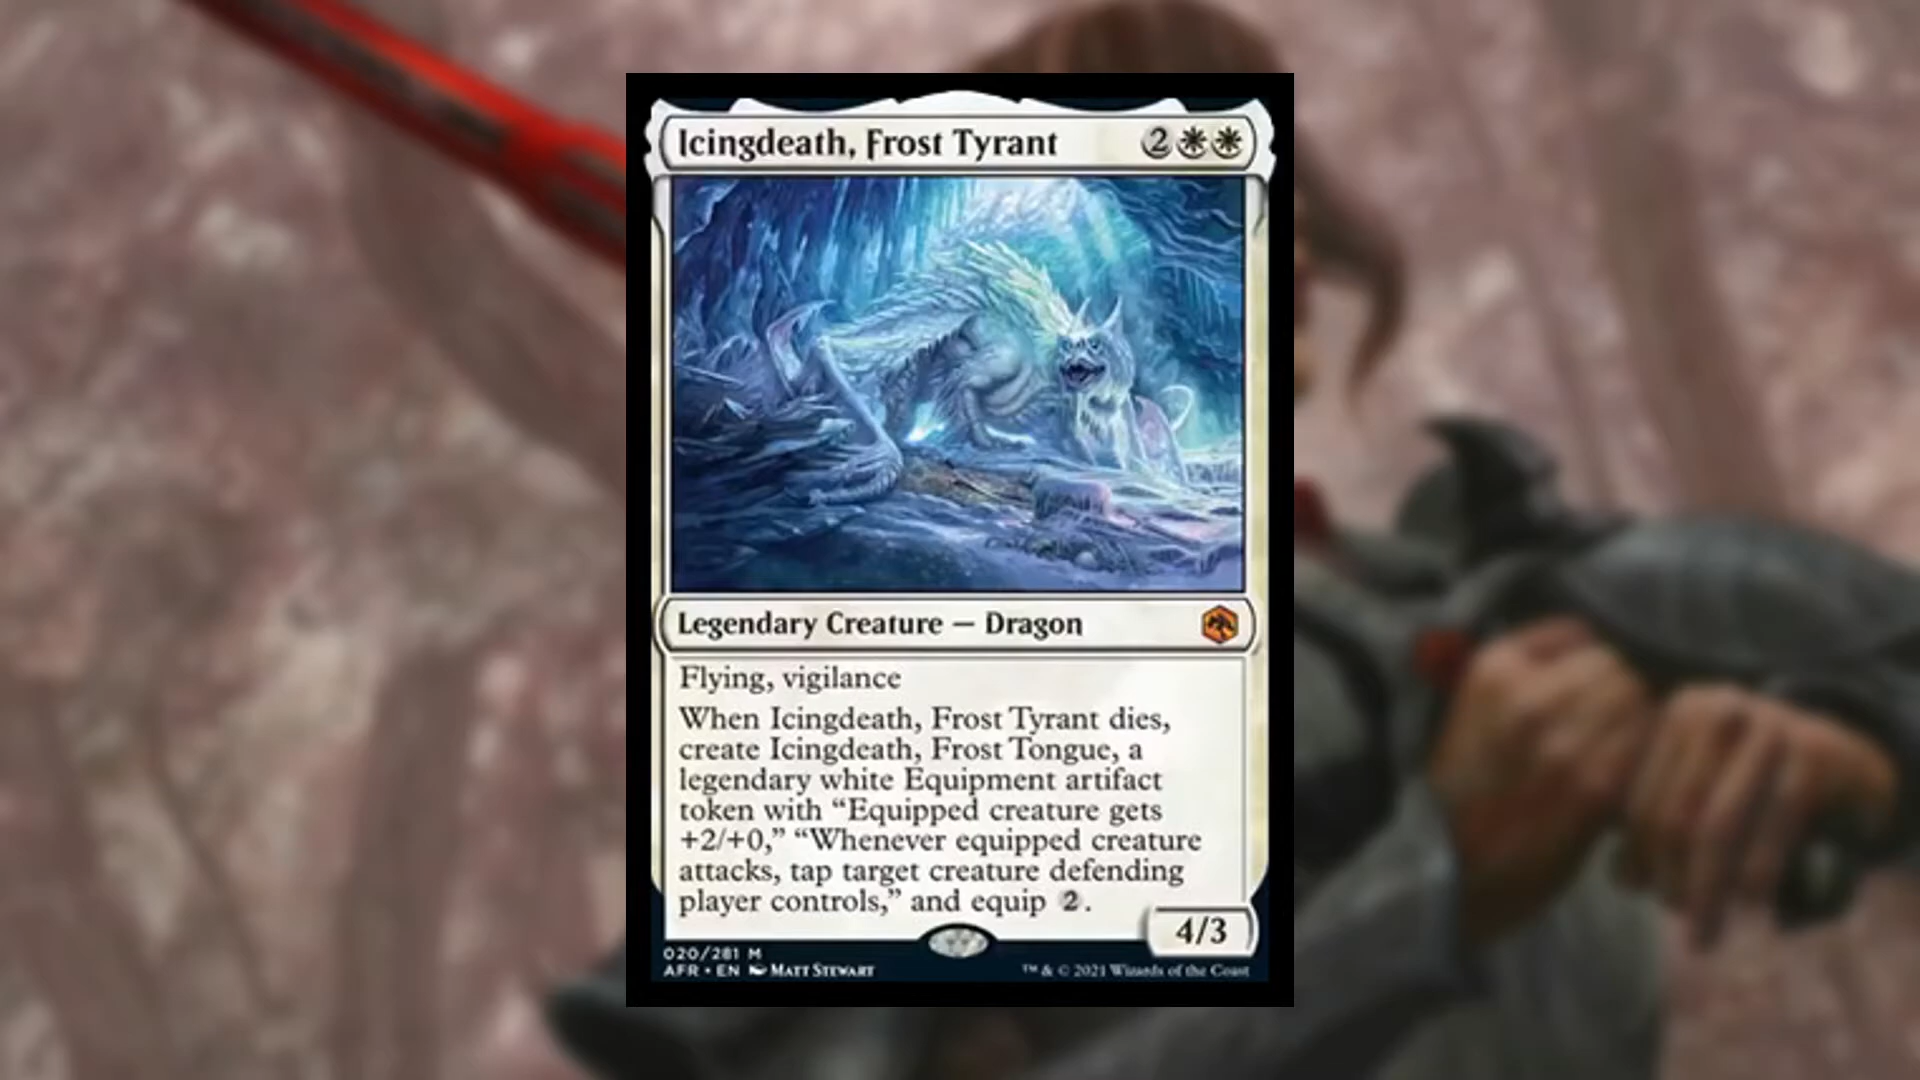 Icingdeath, Frost Tyrant 2
Legendary Creature — Dragon
Flying, vigilance
When Icingdeath, Frost Tyrant dies,
create Icingdeath, Frost Tongue, a
legendary white Equipment artifact
token with “Equipped creature gets
+2/+0,” “Whenever equipped creature
attacks, tap target creature defending
player controls,” and equip 2.
4/3
020/281 M
AFR • EN Matt Stewart
™ & © 2021 Wizards of the Coast